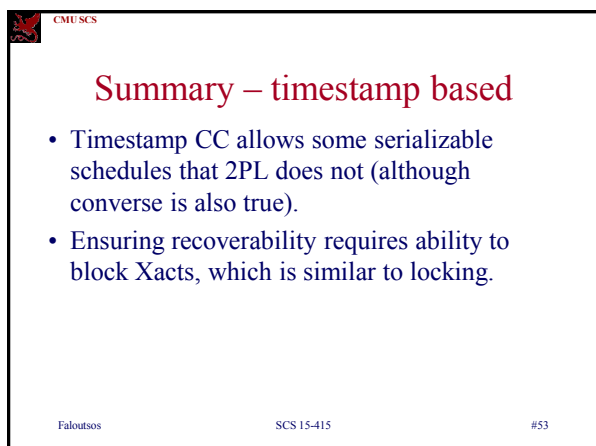 CMU SCS
Summary – timestamp based
• Timestamp CC allows some serializable
schedules that 2PL does not (although
converse is also true).
• Ensuring recoverability requires ability to
block Xacts, which is similar to locking.
Faloutsos SCS 15-415 #53